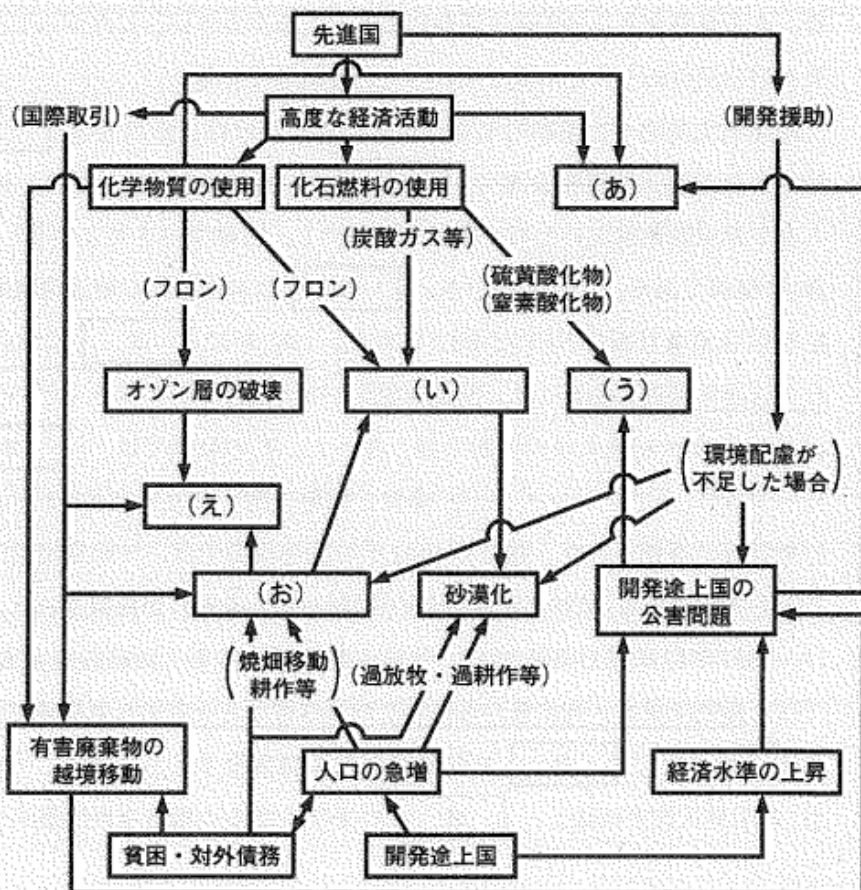 先進国
(国際取引)
高度な経済活動
(開発援助)
化学物質の使用
化石燃料の使用
(あ)
(炭酸ガス等)
(フロン)
(フロン)
(硫黄酸化物)
(窒素酸化物)
オゾン層の破壊
(い)
(う)
(環境配慮が
不足した場合)
(え)
(お)
砂漠化
開発途上国の
公害問題
(焼畑移動
耕作等)
(過放牧・過耕作等)
有害廃棄物の
越境移動
人口の急増
経済水準の上昇
貧困・対外債務
開発途上国